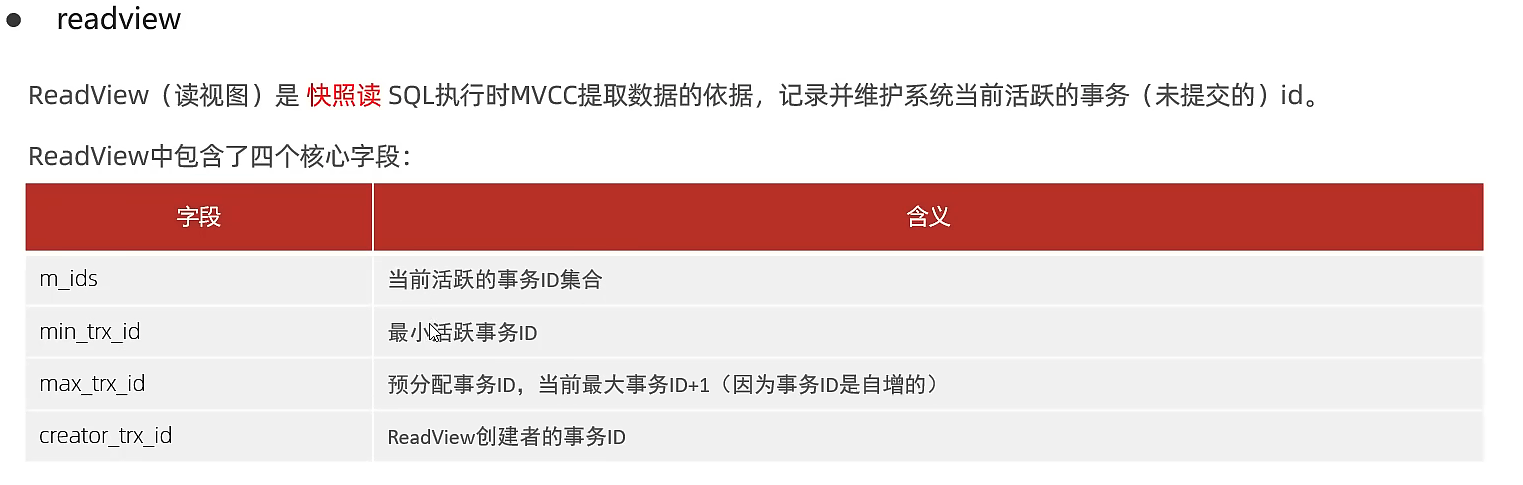 ● readview
ReadView（读视图）是 快照读 SQL执行时MVCC提取数据的依据，记录并维护系统当前活跃的事务（未提交的）id。
ReadView中包含了四个核心字段：
字段 含义
m_ids 当前活跃的事务ID集合
min_trx_id 最小活跃事务ID
max_trx_id 预分配事务ID，当前最大事务ID+1（因为事务ID是自增的）
creator_trx_id ReadView创建者的事务ID